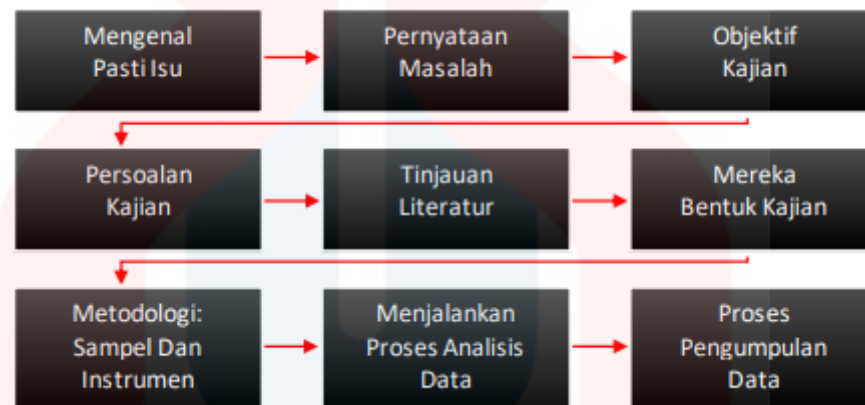 Mengenal
Pasti Isu
Pernyataan
Masalah
Objektif
Kajian
Persoalan
Kajian
Tinjauan
Literatur
Mereka
Bentuk Kajian
Metodologi:
Sampel Dan
Instrumen
Menjalankan
Proses Analisis
Data
Proses
Pengumpulan
Data